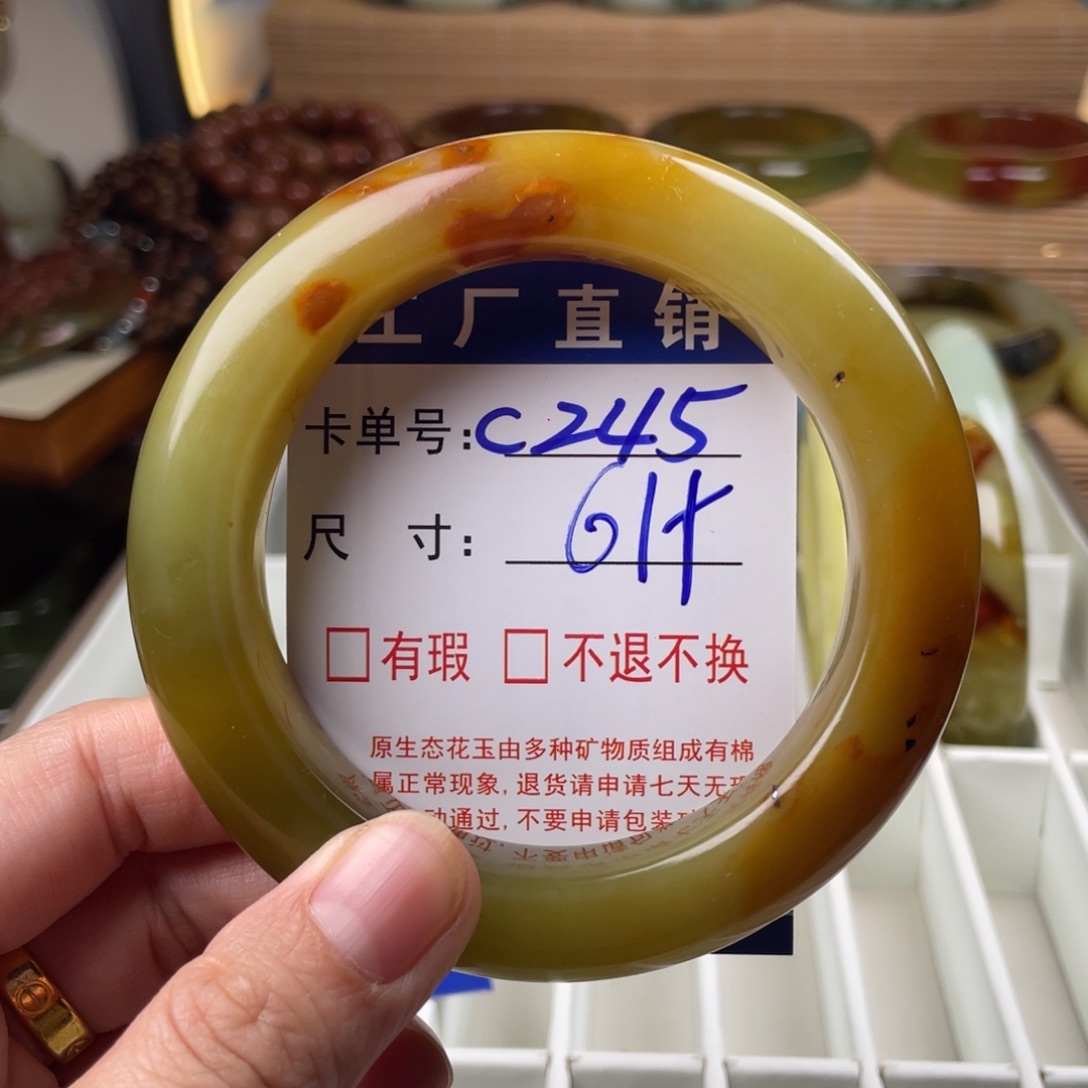 工厂直销
卡单号:C245
尺 寸: 61
□有瑕 □不退不换
原生态花玉由多种矿物质组成有棉
属正常现象,退货请申请七天无
动通过,不要申请包装